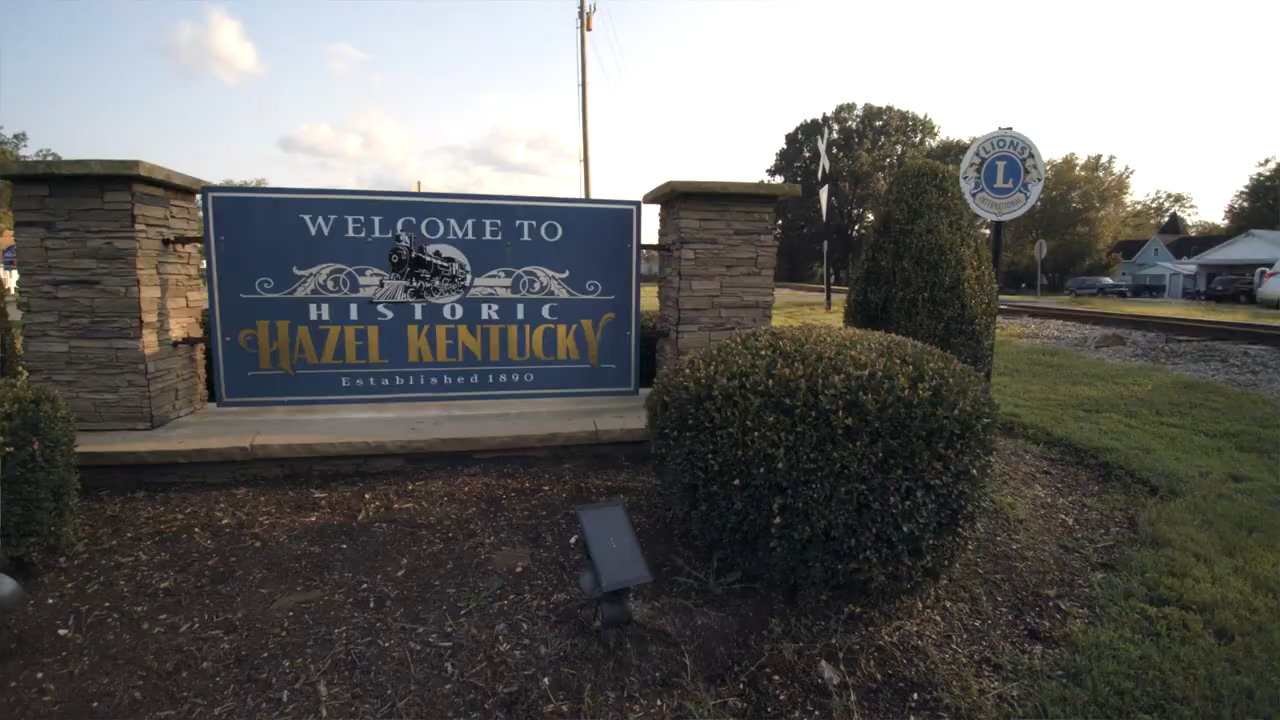 WELCOME TO
HISTORIC
HAZEL KENTUCKY
Established 1890
LIONS
L
INTERNATIONAL